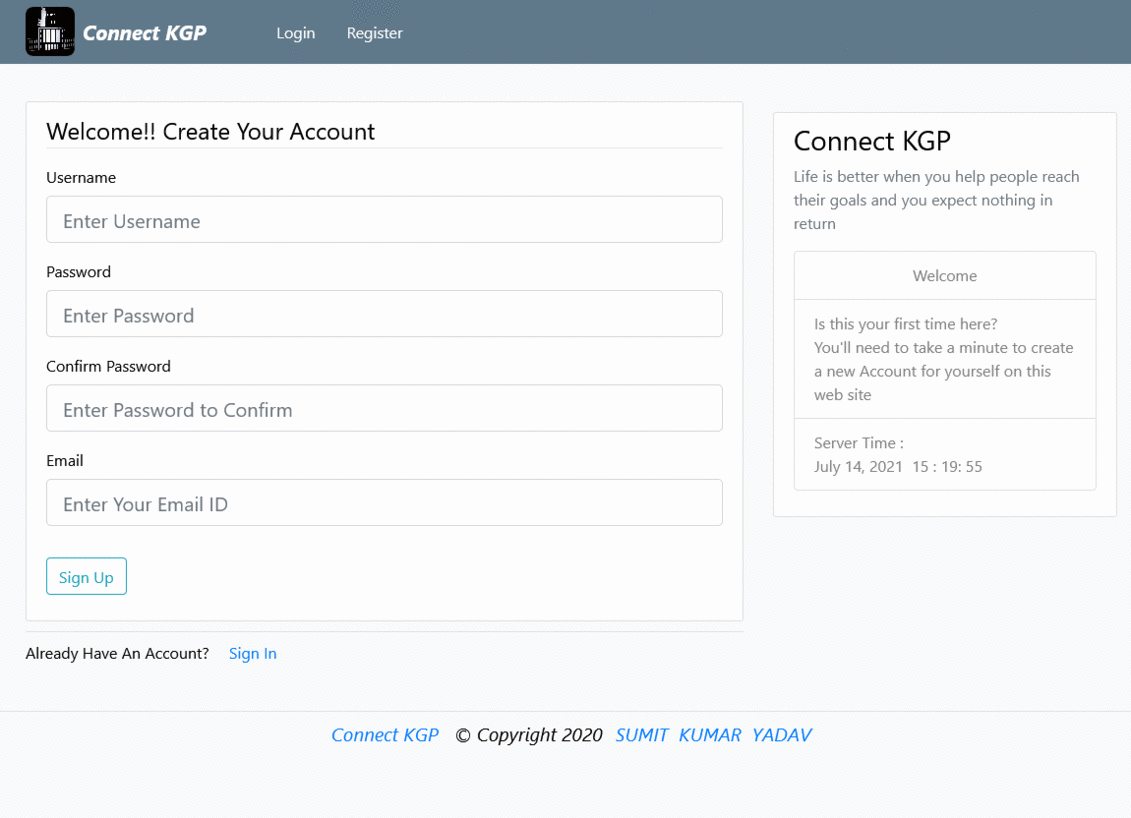 Connect KGP Login Register
Welcome!! Create Your Account
Username
Enter Username
Password
Enter Password
Confirm Password
Enter Password to Confirm
Email
Enter Your Email ID
Sign Up
Already Have An Account? Sign In
Connect KGP
Life is better when you help people reach
their goals and you expect nothing in
return
Welcome
Is this your first time here?
You'll need to take a minute to create
a new Account for yourself on this
web site
Server Time :
July 14, 2021 15 : 19: 55
Connect KGP © Copyright 2020 SUMIT KUMAR YADAV